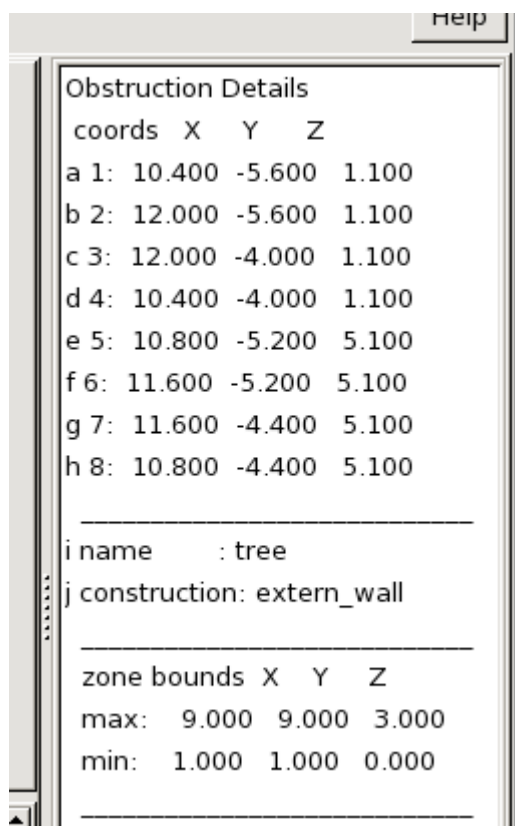 Help
Obstruction Details
coords X Y Z
a 1: 10.400 -5.600 1.100
b 2: 12.000 -5.600 1.100
c 3: 12.000 -4.000 1.100
d 4: 10.400 -4.000 1.100
e 5: 10.800 -5.200 5.100
f 6: 11.600 -5.200 5.100
g 7: 11.600 -4.400 5.100
h 8: 10.800 -4.400 5.100
i name : tree
j construction: extern_wall
zone bounds X Y Z
max: 9.000 9.000 3.000
min: 1.000 1.000 0.000